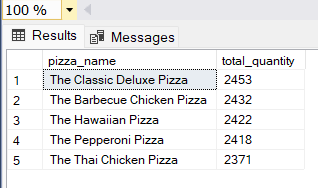 100 %
Results Messages
pizza_name total_quantity
1 The Classic Deluxe Pizza 2453
2 The Barbecue Chicken Pizza 2432
3 The Hawaiian Pizza 2422
4 The Pepperoni Pizza 2418
5 The Thai Chicken Pizza 2371